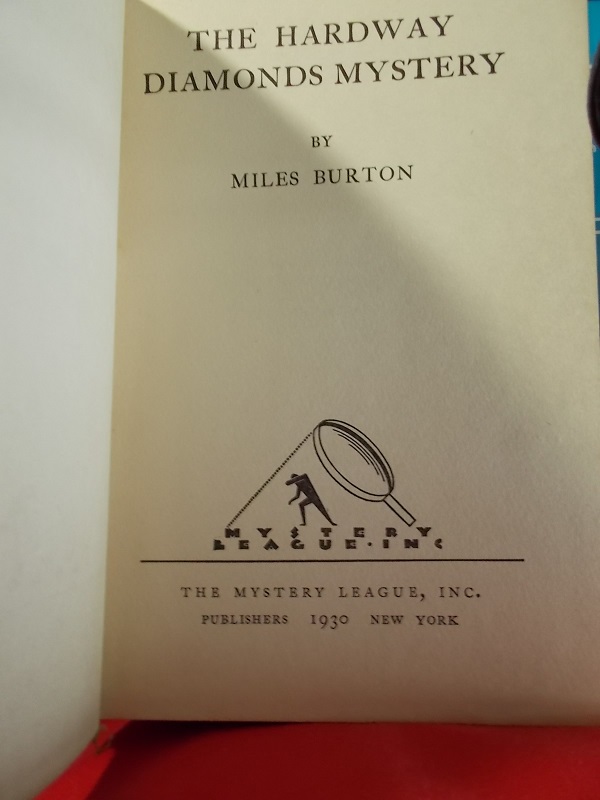 THE HARDWAY
DIAMONDS MYSTERY
BY
MILES BURTON
MYSTERY
LEAGUE·INC
THE MYSTERY LEAGUE, INC.
PUBLISHERS 1930 NEW YORK